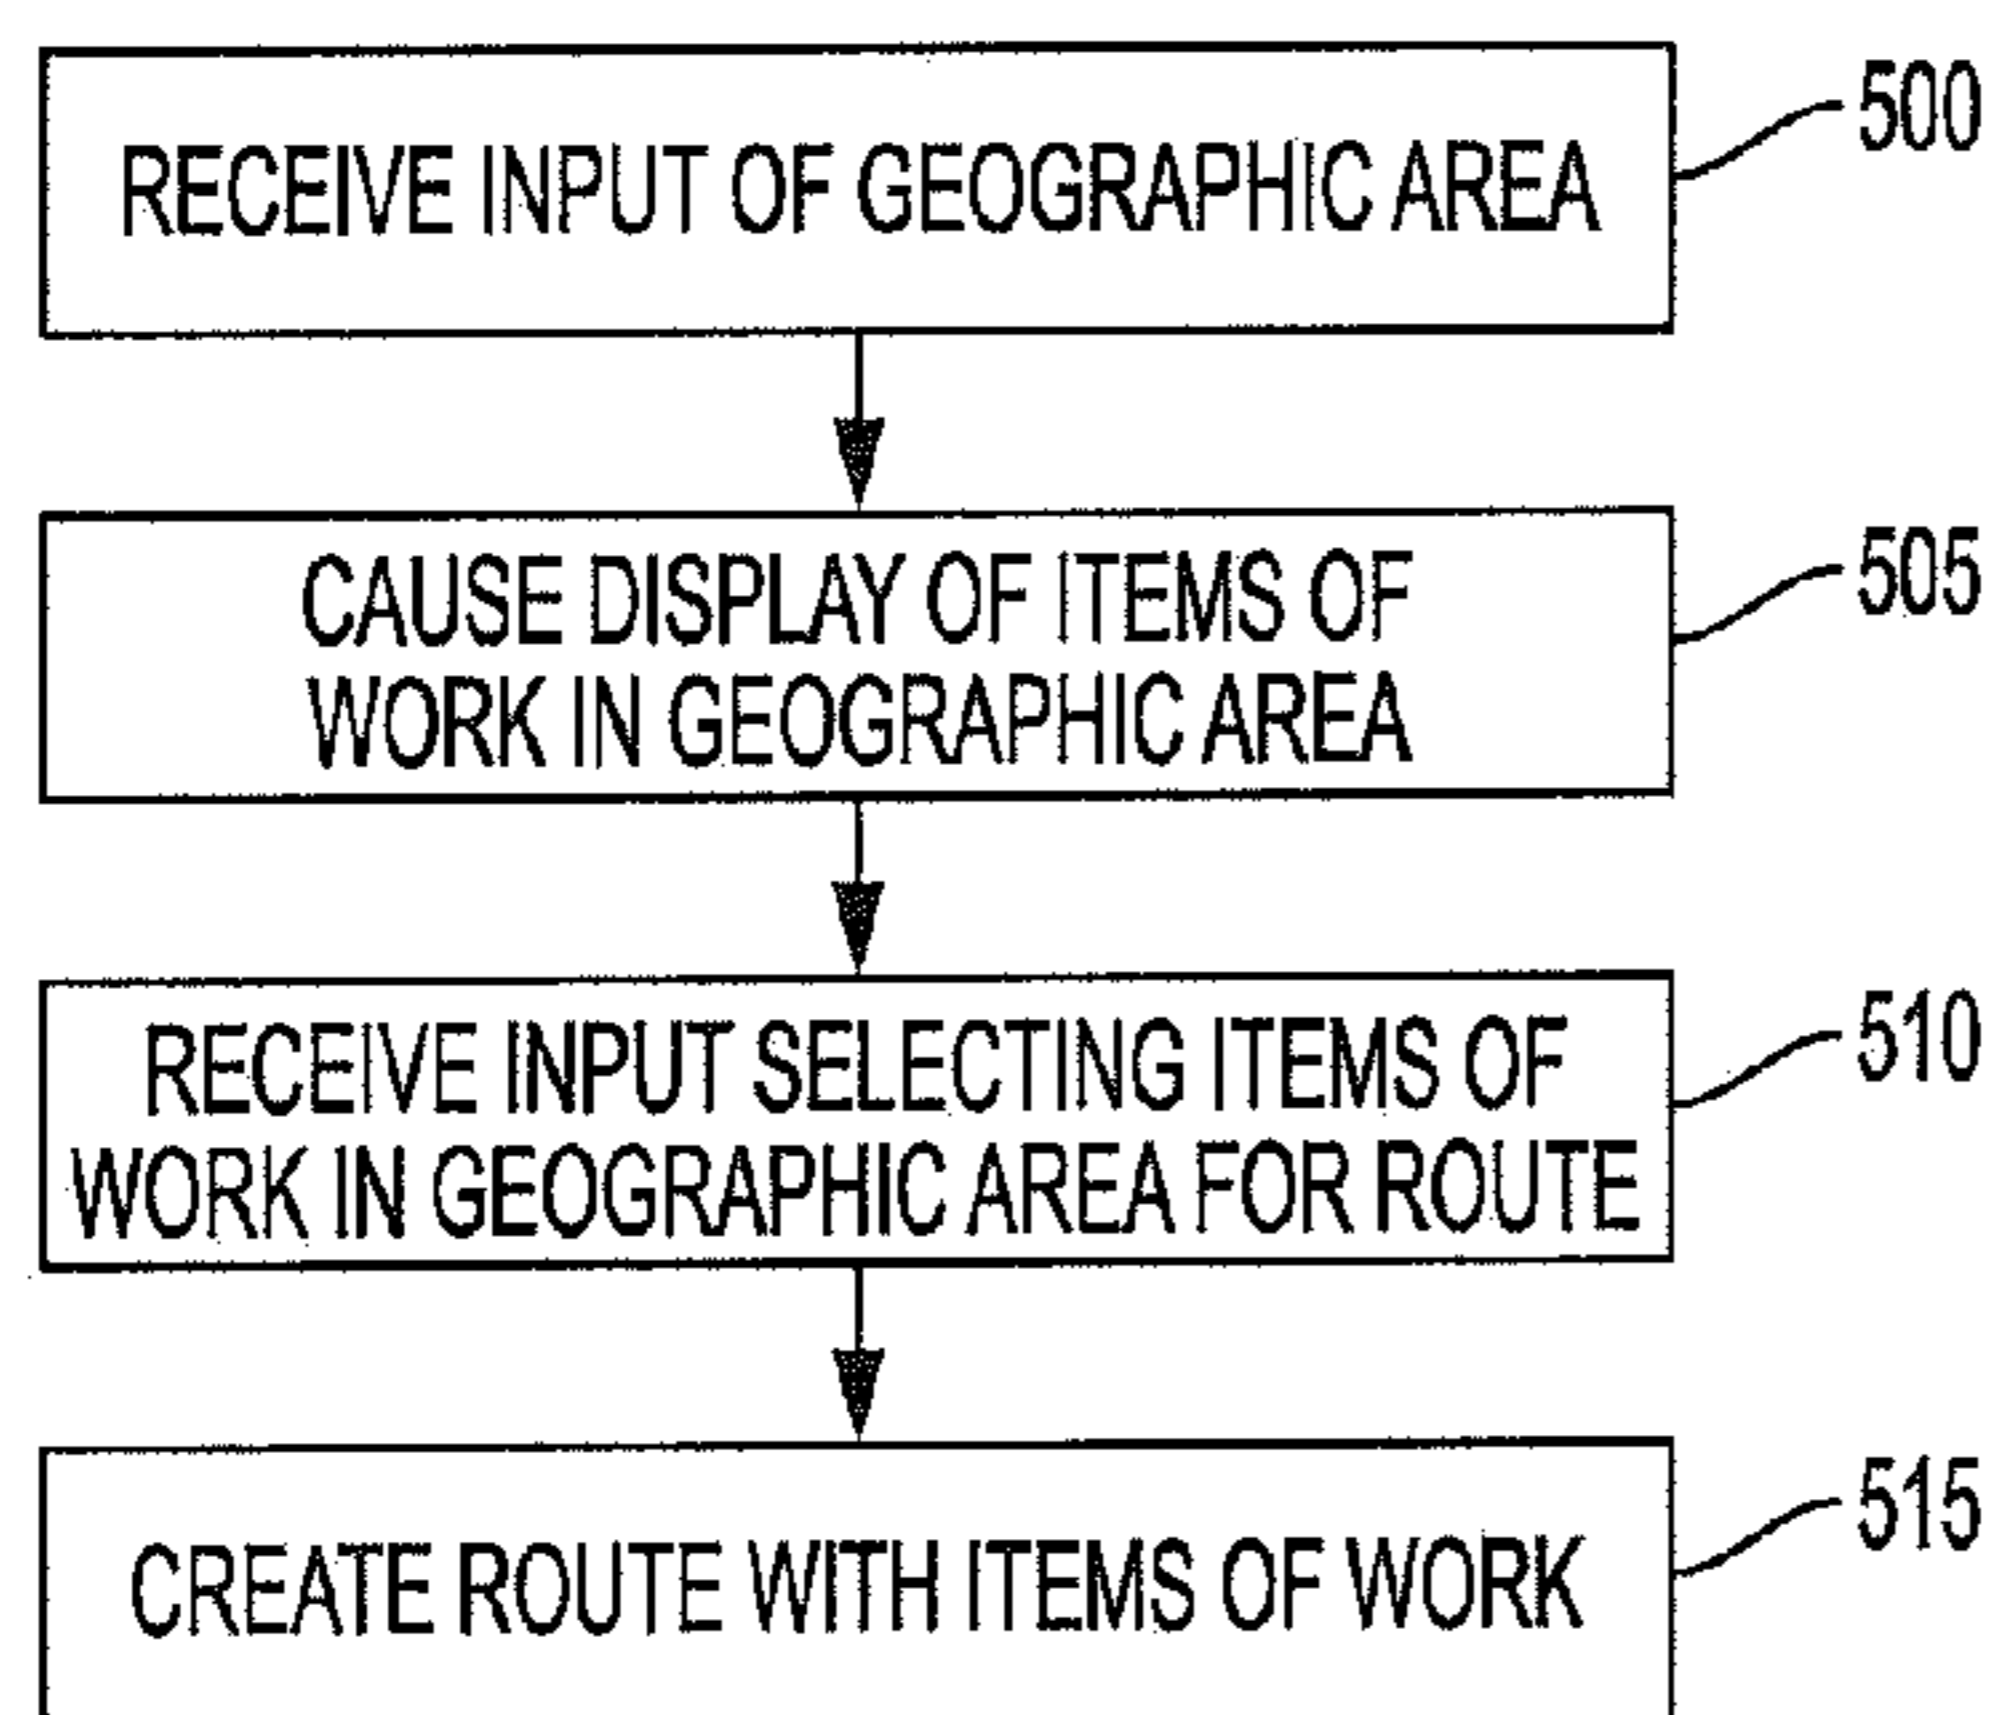 RECEIVE INPUT OF GEOGRAPHIC AREA
500
CAUSE DISPLAY OF ITEMS OF
WORK IN GEOGRAPHIC AREA
505
RECEIVE INPUT SELECTING ITEMS OF
WORK IN GEOGRAPHIC AREA FOR ROUTE
510
CREATE ROUTE WITH ITEMS OF WORK
515